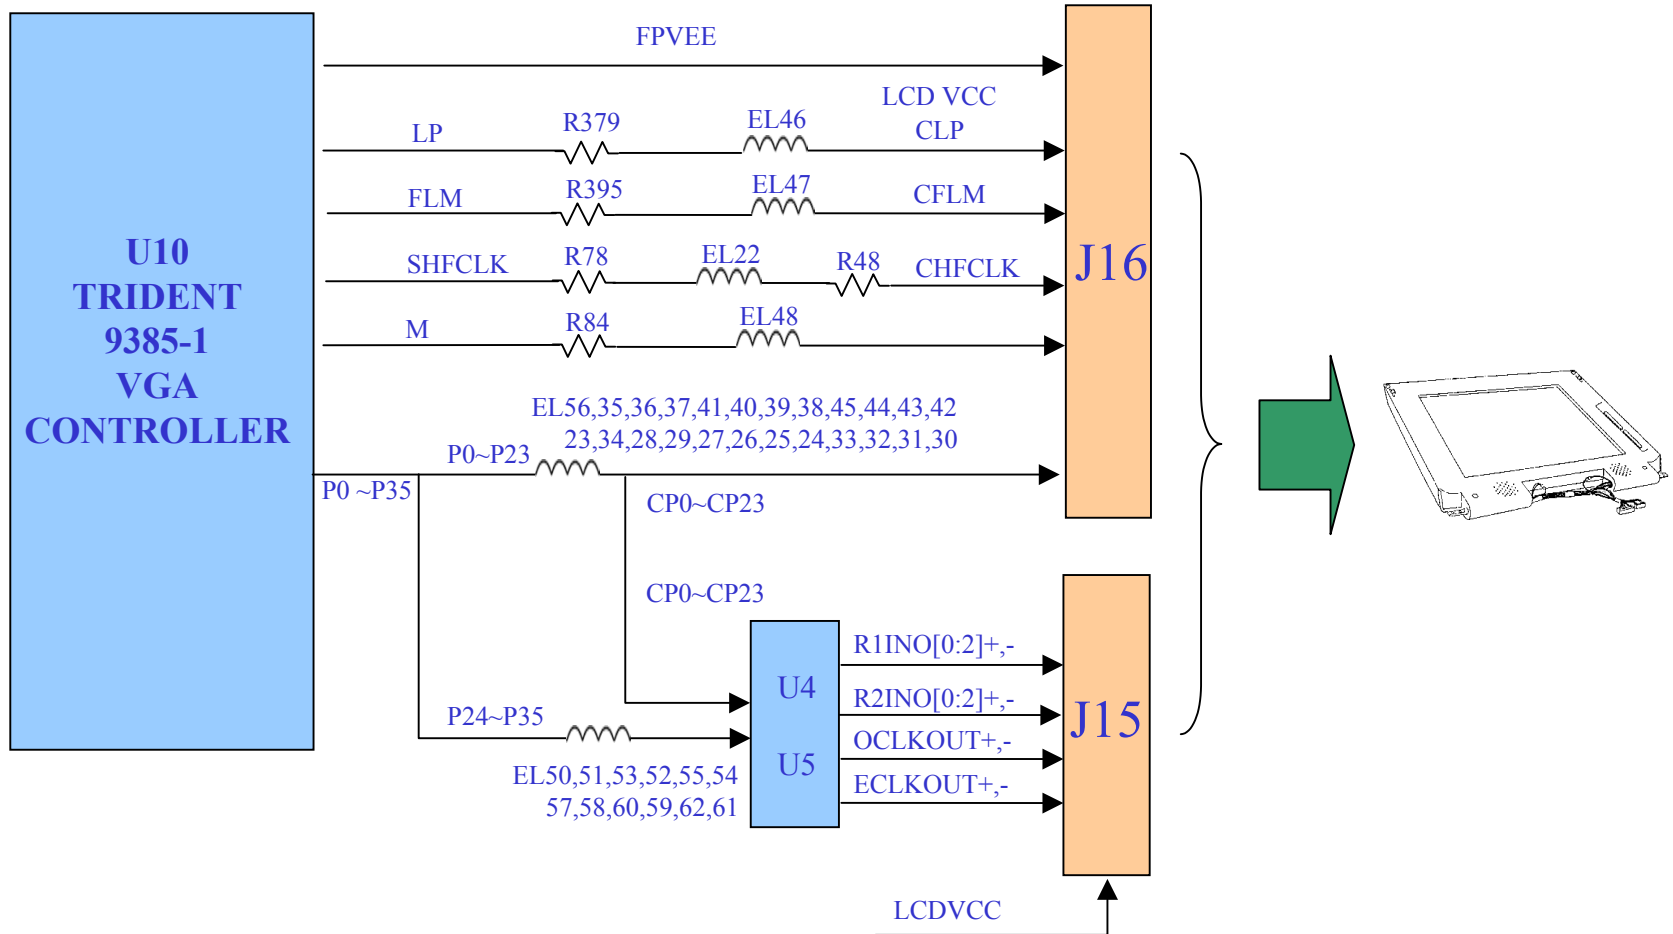 U10
TRIDENT
9385-1
VGA
CONTROLLER
FPVEE
LCD VCC
LP
R379
EL46
CLP
FLM
R395
EL47
CFLM
SHFCLK
R78
EL22
R48
CHFCLK
M
R84
EL48
J16
EL56,35,36,37,41,40,39,38,45,44,43,42
23,34,28,29,27,26,25,24,33,32,31,30
P0~P23
P0 ~P35
CP0~CP23
CP0~CP23
U4
U5
R1INO[0:2]+,-
R2INO[0:2]+,-
OCLKOUT+,-
ECLKOUT+,-
J15
P24~P35
EL50,51,53,52,55,54
57,58,60,59,62,61
LCDVCC